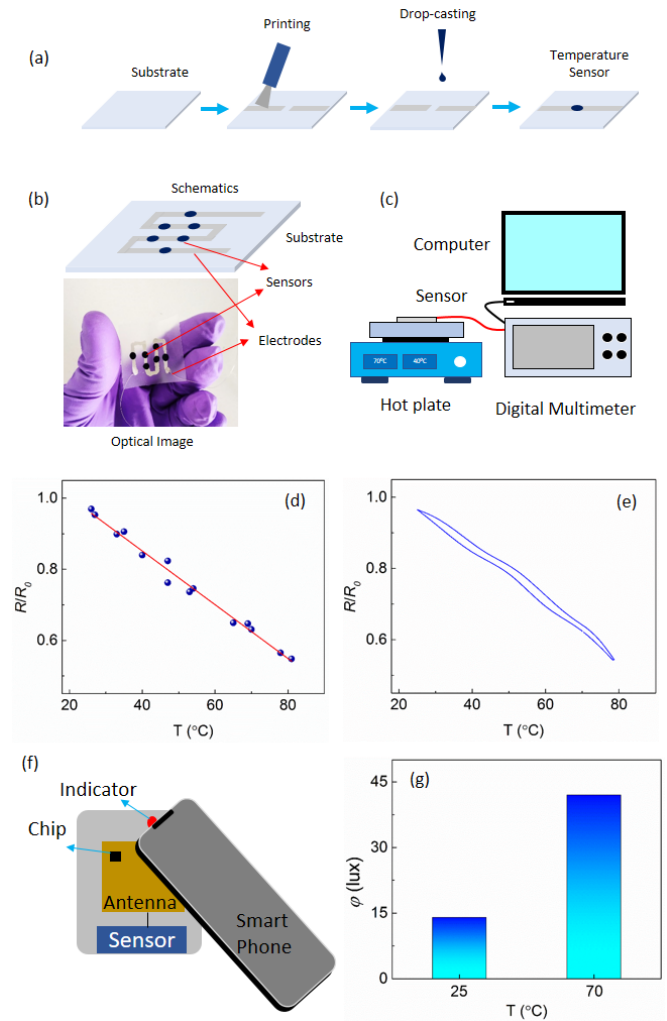 (a)
Substrate
Printing
Drop-casting
Temperature
Sensor
(b)
Schematics
Substrate
Sensors
Electrodes
Optical Image
(c)
Computer
Sensor
70ºC
40ºC
Hot plate
Digital Multimeter
(d)
1.0
0.8
0.6
R/R0
20
40
60
80
T (°C)
(e)
1.0
0.8
0.6
R/R0
20
40
60
80
T (°C)
(f)
Indicator
Chip
Antenna
Sensor
Smart
Phone
(g)
45
30
15
0
φ (lux)
25
70
T (°C)